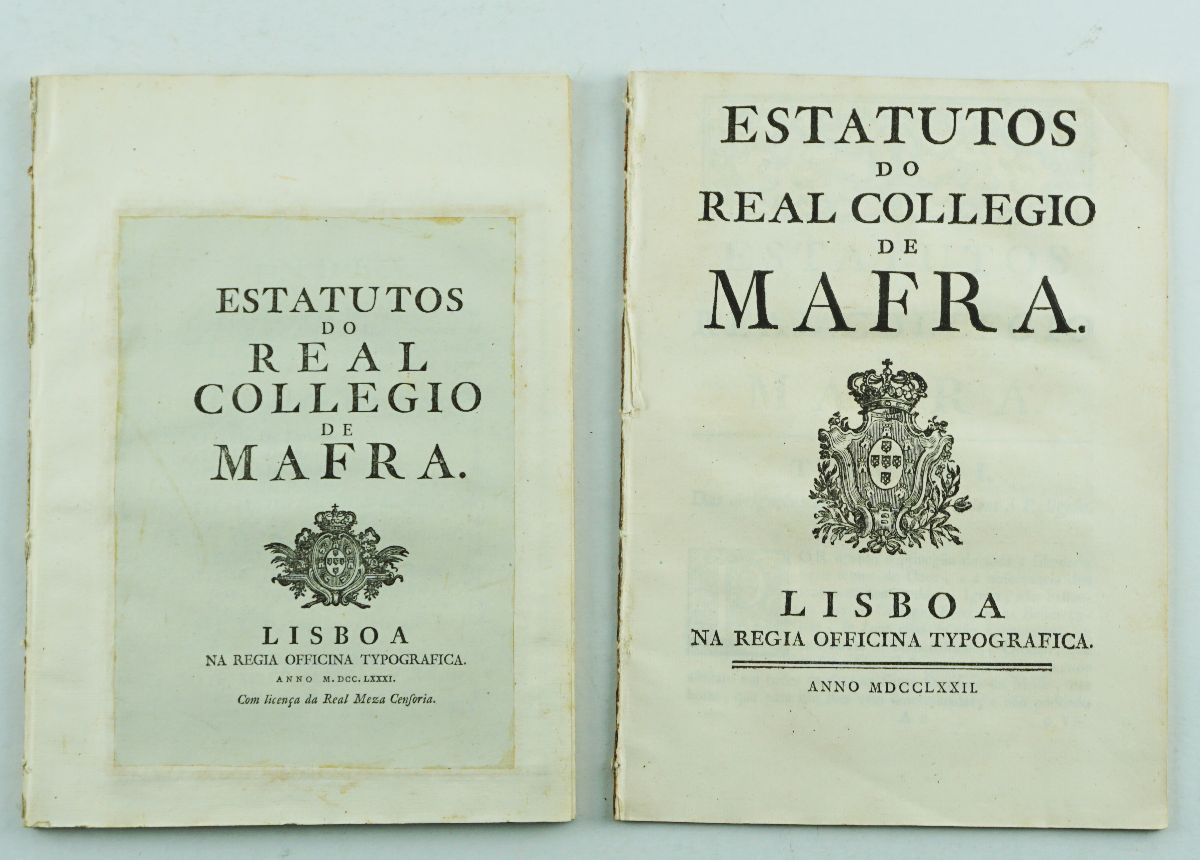 ESTATUTOS
DO
REAL
COLLEGIO
DE
MAFRA.
LISBOA
NA REGIA OFFICINA TYPOGRAFICA.
ANNO M. DCC. LXXXI.
Com licença da Real Meza Cenſoria.
ESTATUTOS
DO
REAL COLLEGIO
DE
MAFRA.
LISBOA
NA REGIA OFFICINA TYPOGRAFICA.
ANNO MDCCLXXII.